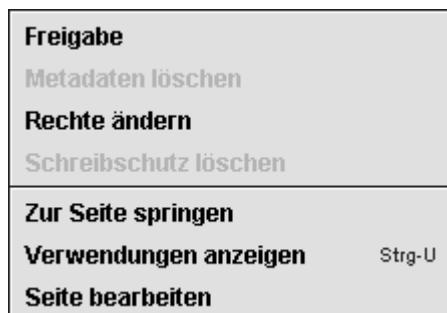 Freigabe
Metadaten löschen
Rechte ändern
Schreibschutz löschen
Zur Seite springen
Verwendungen anzeigen Strg-U
Seite bearbeiten